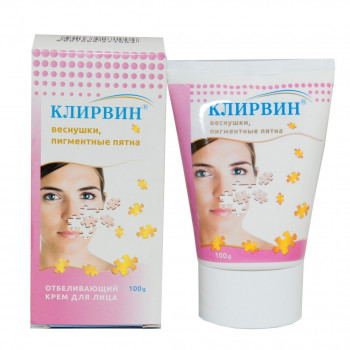 КЛИРВИН®
веснушки,
пигментные пятна
ОТБЕЛИВАЮЩИЙ
КРЕМ ДЛЯ ЛИЦА
100g
КЛИРВИН®
веснушки,
пигментные пятна
100g